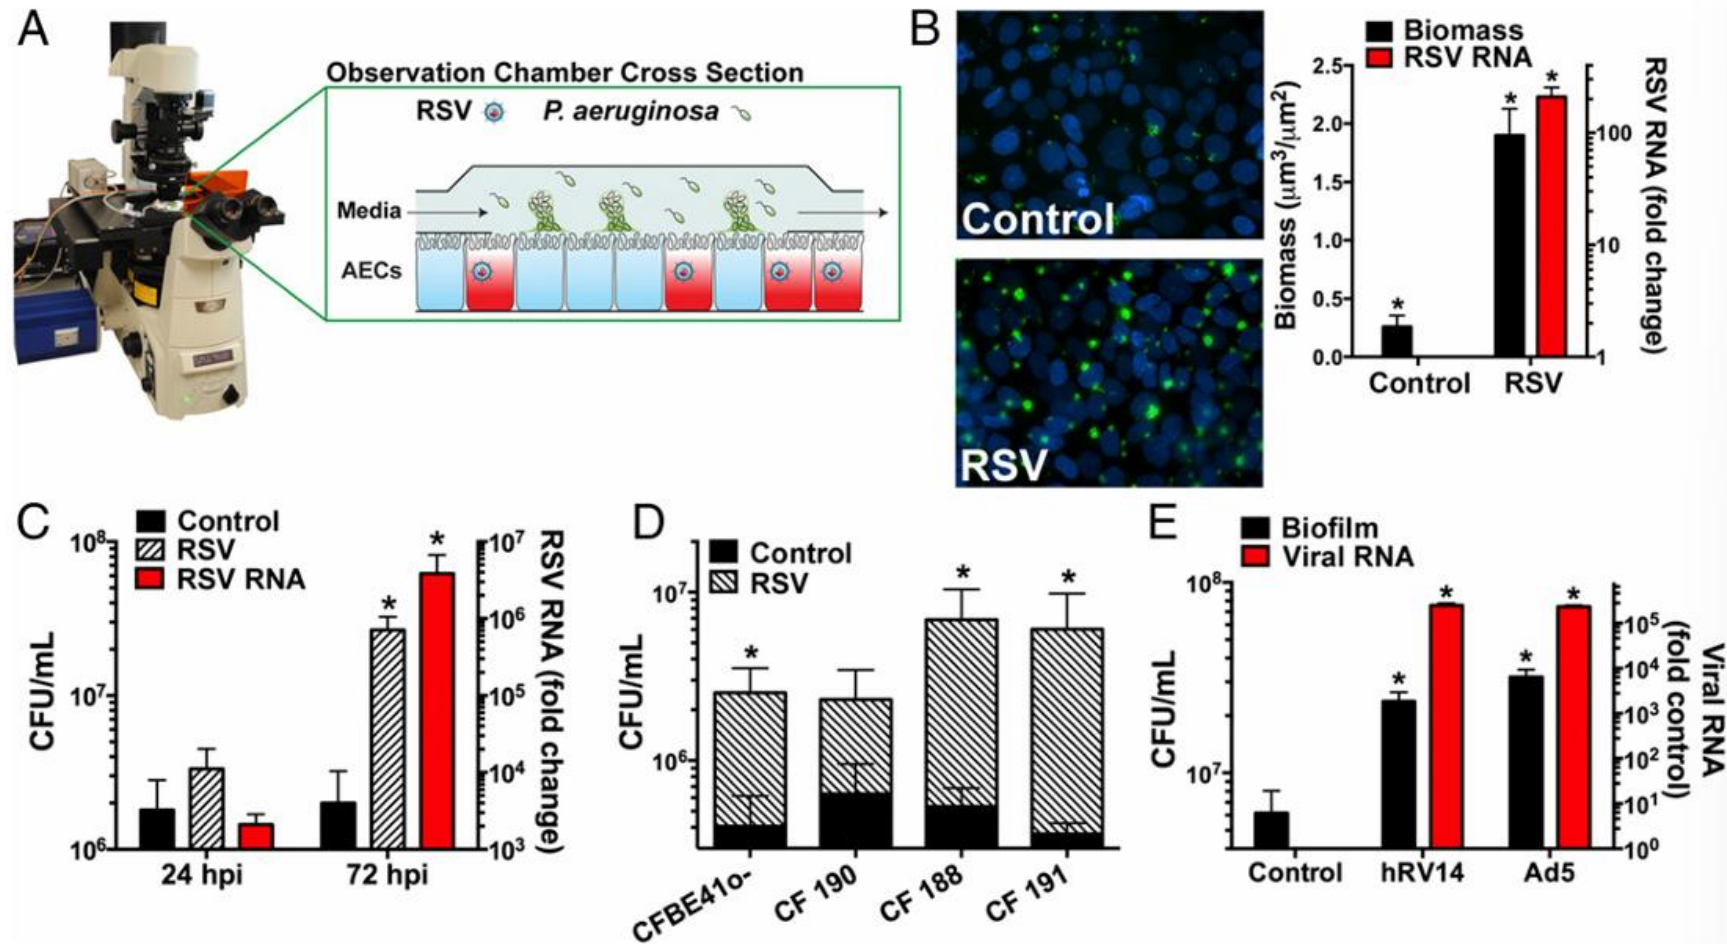 A
Observation Chamber Cross Section
RSV P. aeruginosa
Media
AECs
B
Control
RSV
Biomass
RSV RNA
Biomass (µm³/µm²)
2.5
2.0
1.5
1.0
0.5
0.0
*
* *
Control RSV
100
10
1
RSV RNA (fold change)
C
Control
RSV
RSV RNA
CFU/mL
10⁸
10⁷
10⁶
* *
24 hpi 72 hpi
10⁷
10⁶
10⁵
10⁴
10³
RSV RNA (fold change)
D
Control
RSV
CFU/mL
10⁷
10⁶
* * *
CFBE41o-
CF 190
CF 188
CF 191
E
Biofilm
Viral RNA
CFU/mL
10⁸
10⁷
* * * *
Control hRV14 Ad5
10⁵
10⁴
10³
10²
10¹
10⁰
Viral RNA
(fold control)